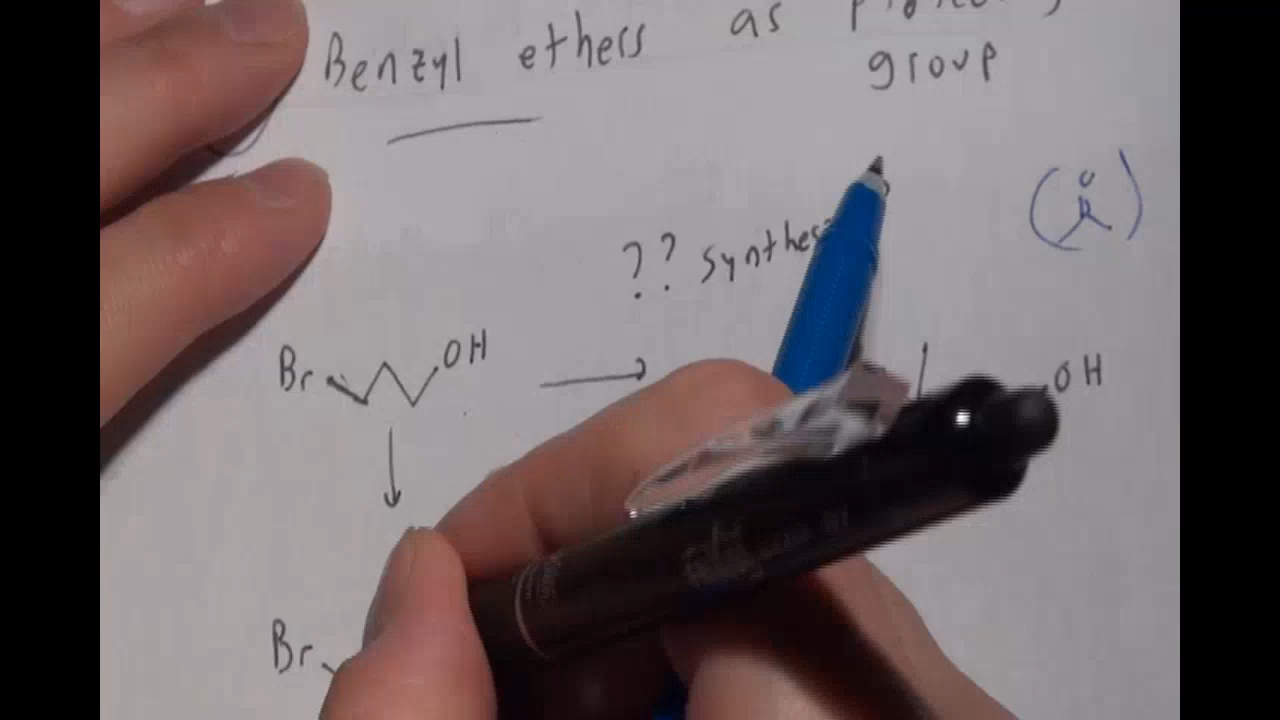 Benzyl ethers as
group
?? synthes
Br OH
OH
Br